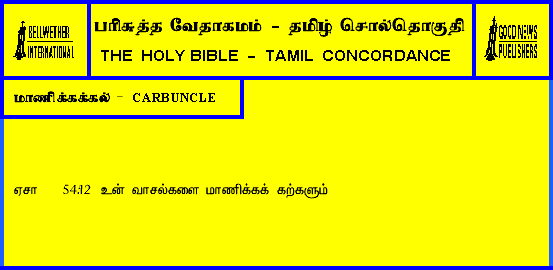 BELLWETHER
INTERNATIONAL
பரிசுத்த வேதாகமம் - தமிழ் சொல்தொகுதி
THE HOLY BIBLE - TAMIL CONCORDANCE
GOOD NEWS
PUBLISHERS
மாணிக்கக்கல் - CARBUNCLE
ஏசா 54:12 உன் வாசல்களை மாணிக்கக் கற்களும்